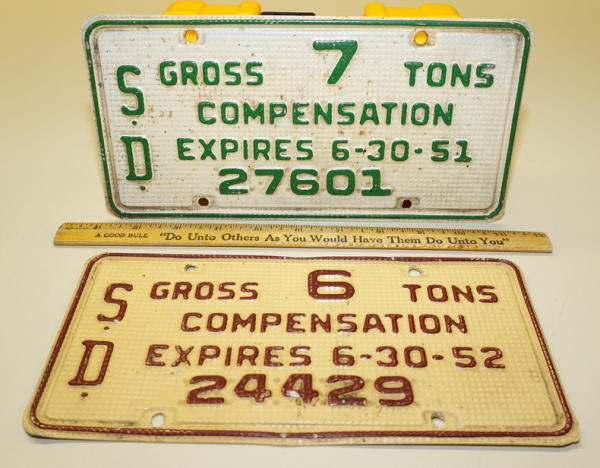 S D
GROSS 7 TONS
COMPENSATION
EXPIRES 6-30-51
27601
A GOOD RULE "Do Unto Others As You Would Have Them Do Unto You"
S D
GROSS 6 TONS
COMPENSATION
EXPIRES 6-30-52
24429